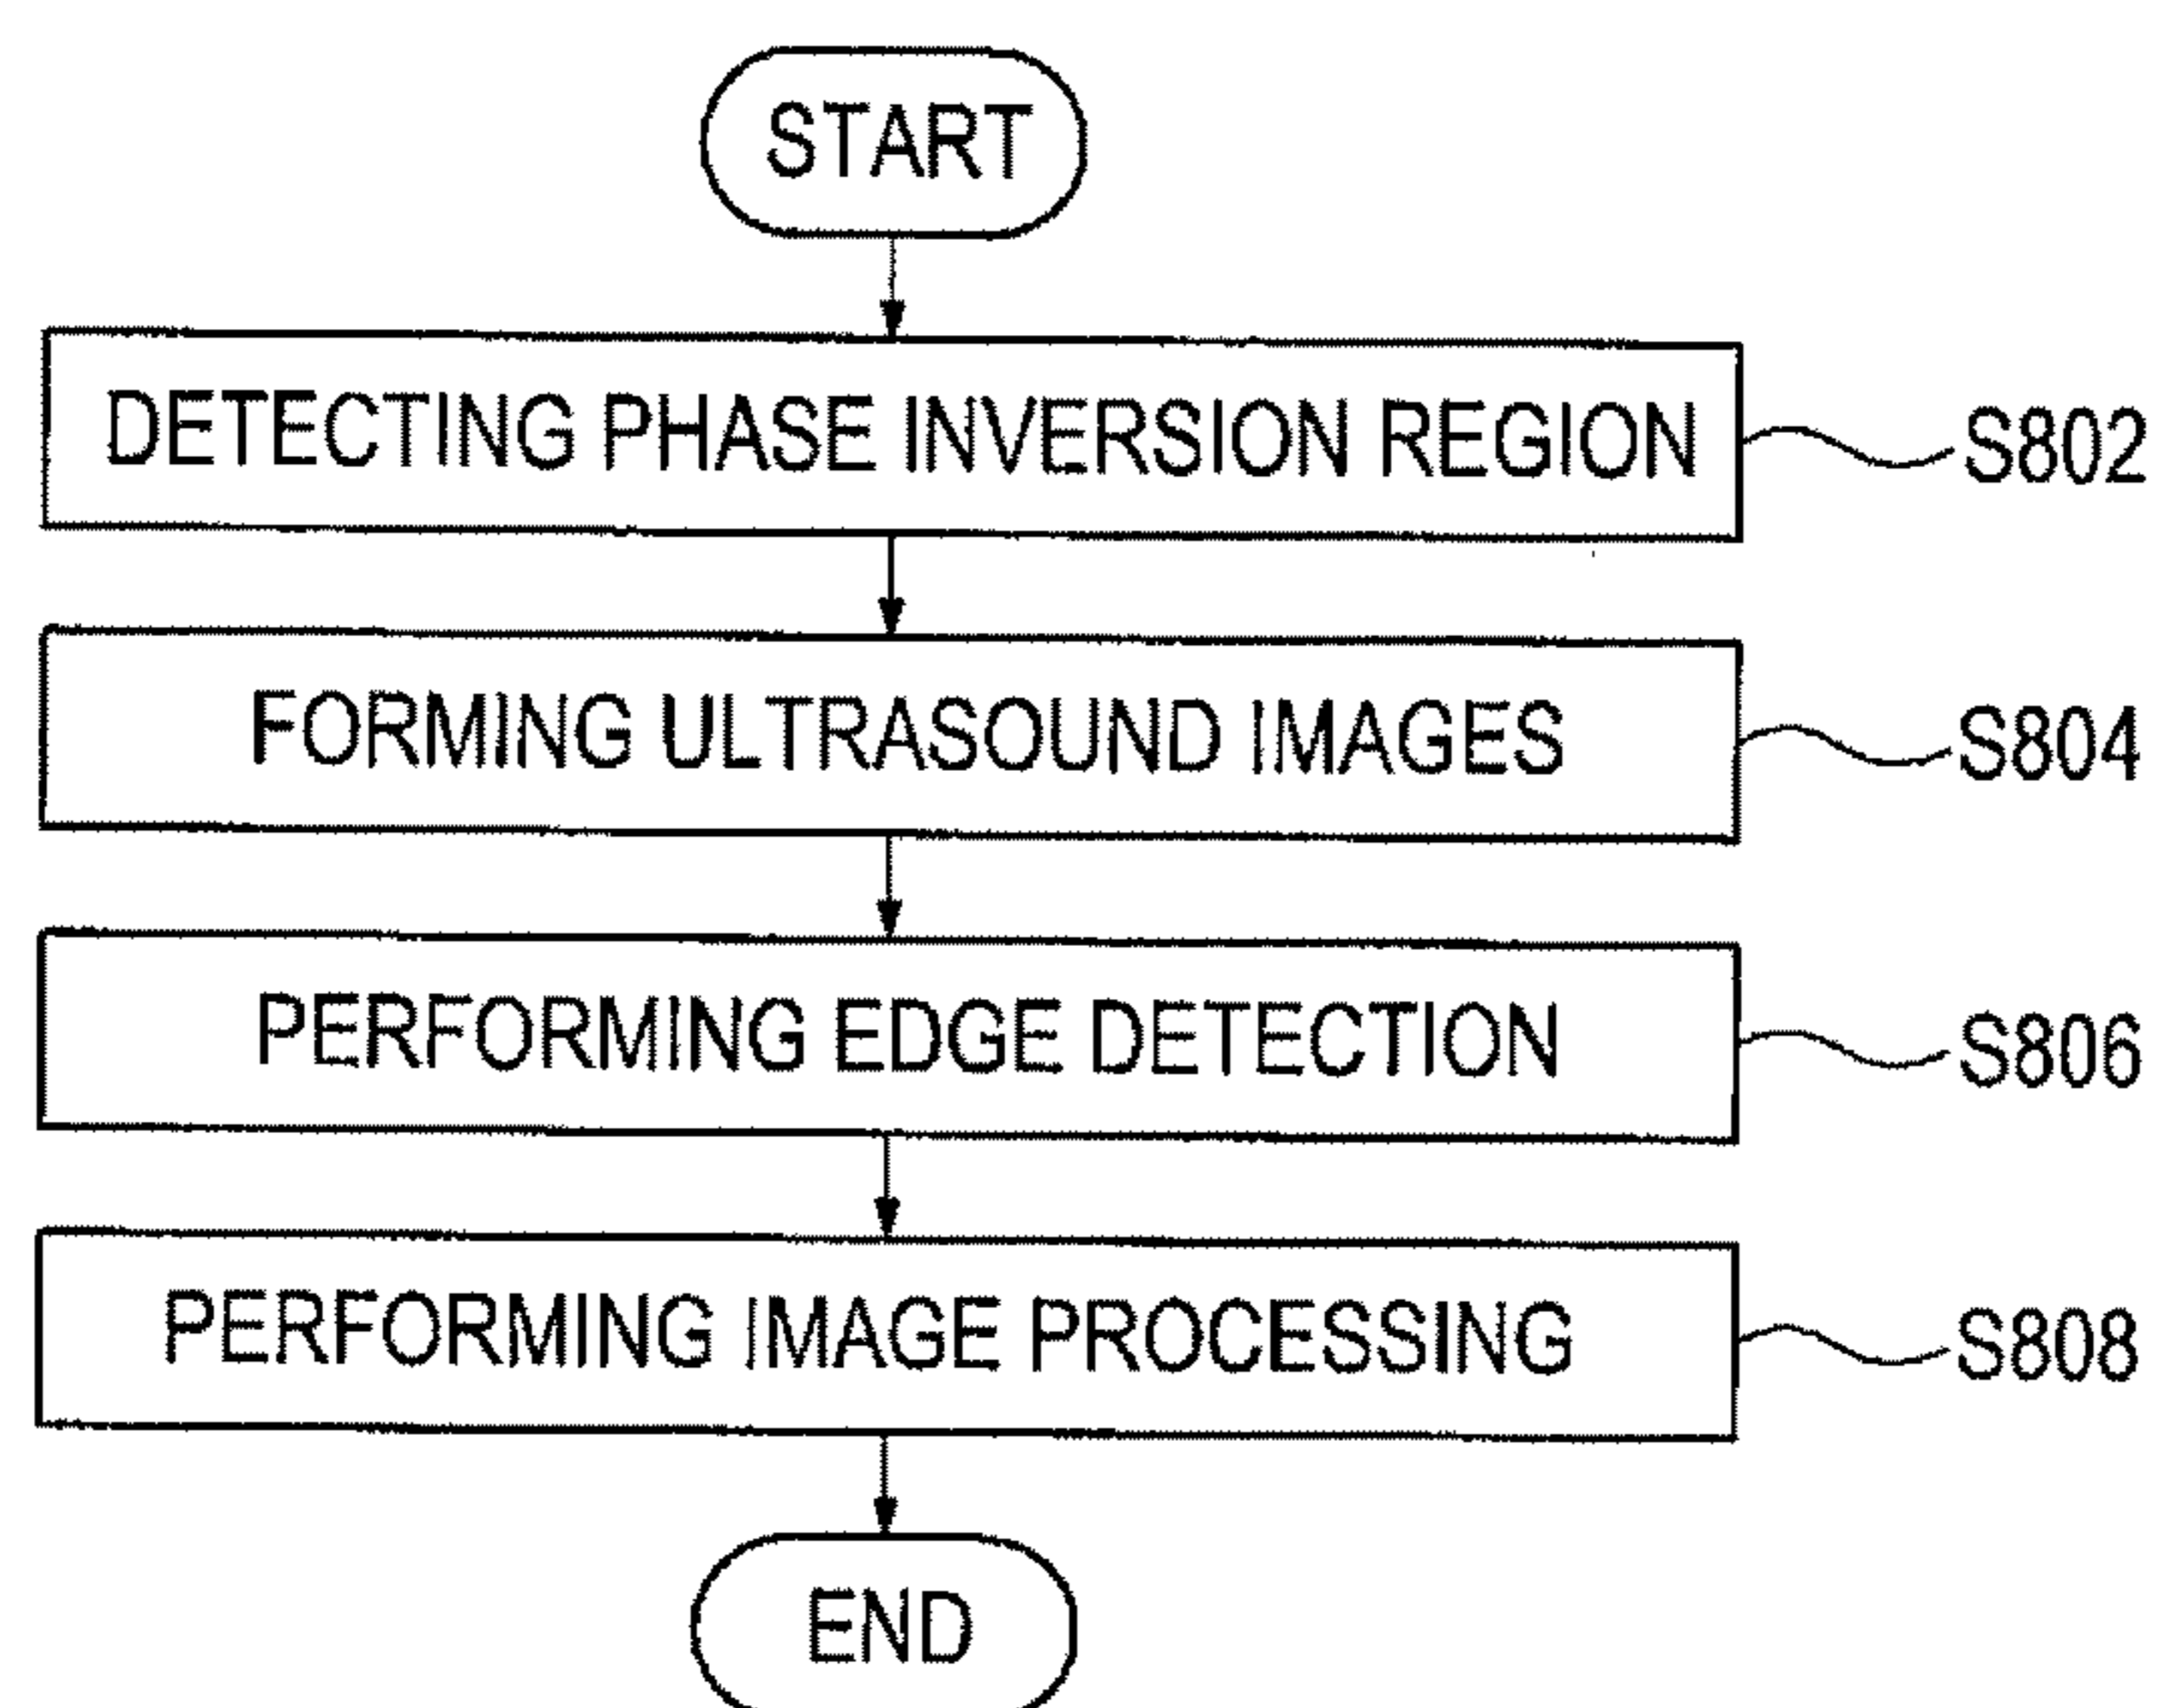 START
DETECTING PHASE INVERSION REGION S802
FORMING ULTRASOUND IMAGES S804
PERFORMING EDGE DETECTION S806
PERFORMING IMAGE PROCESSING S808
END